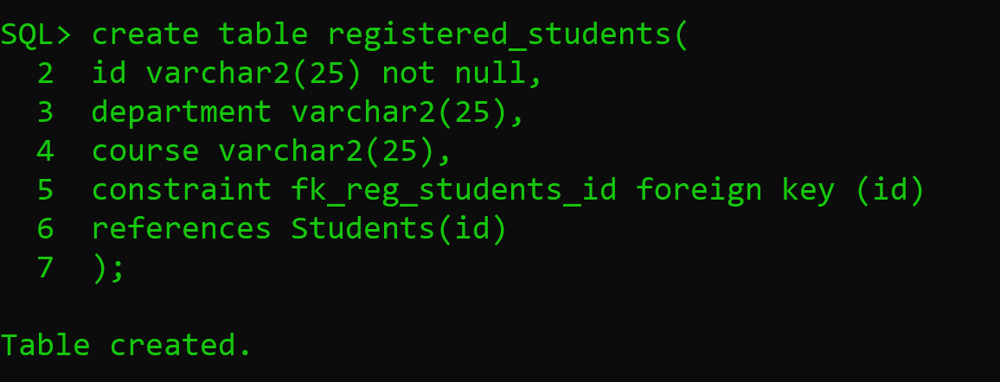 SQL> create table registered_students(
  2  id varchar2(25) not null,
  3  department varchar2(25),
  4  course varchar2(25),
  5  constraint fk_reg_students_id foreign key (id)
  6  references Students(id)
  7  );
Table created.